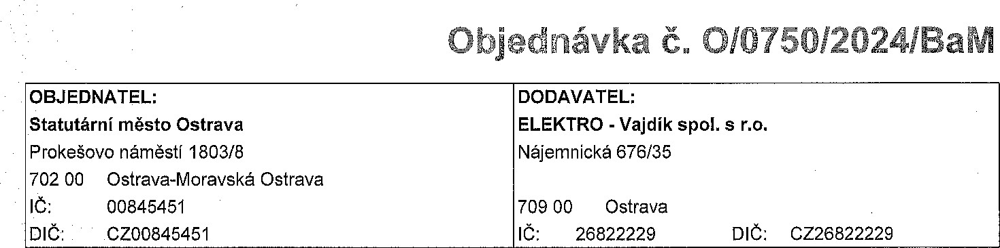 Objednávka č. O/0750/2024/BaM
OBJEDNATEL:
Statutární město Ostrava
Prokešovo náměstí 1803/8
702 00 Ostrava-Moravská Ostrava
IČ: 00845451
DIČ: CZ00845451
DODAVATEL:
ELEKTRO - Vajdík spol. s r.o.
Nájemnická 676/35
709 00 Ostrava
IČ: 26822229 DIČ: CZ26822229